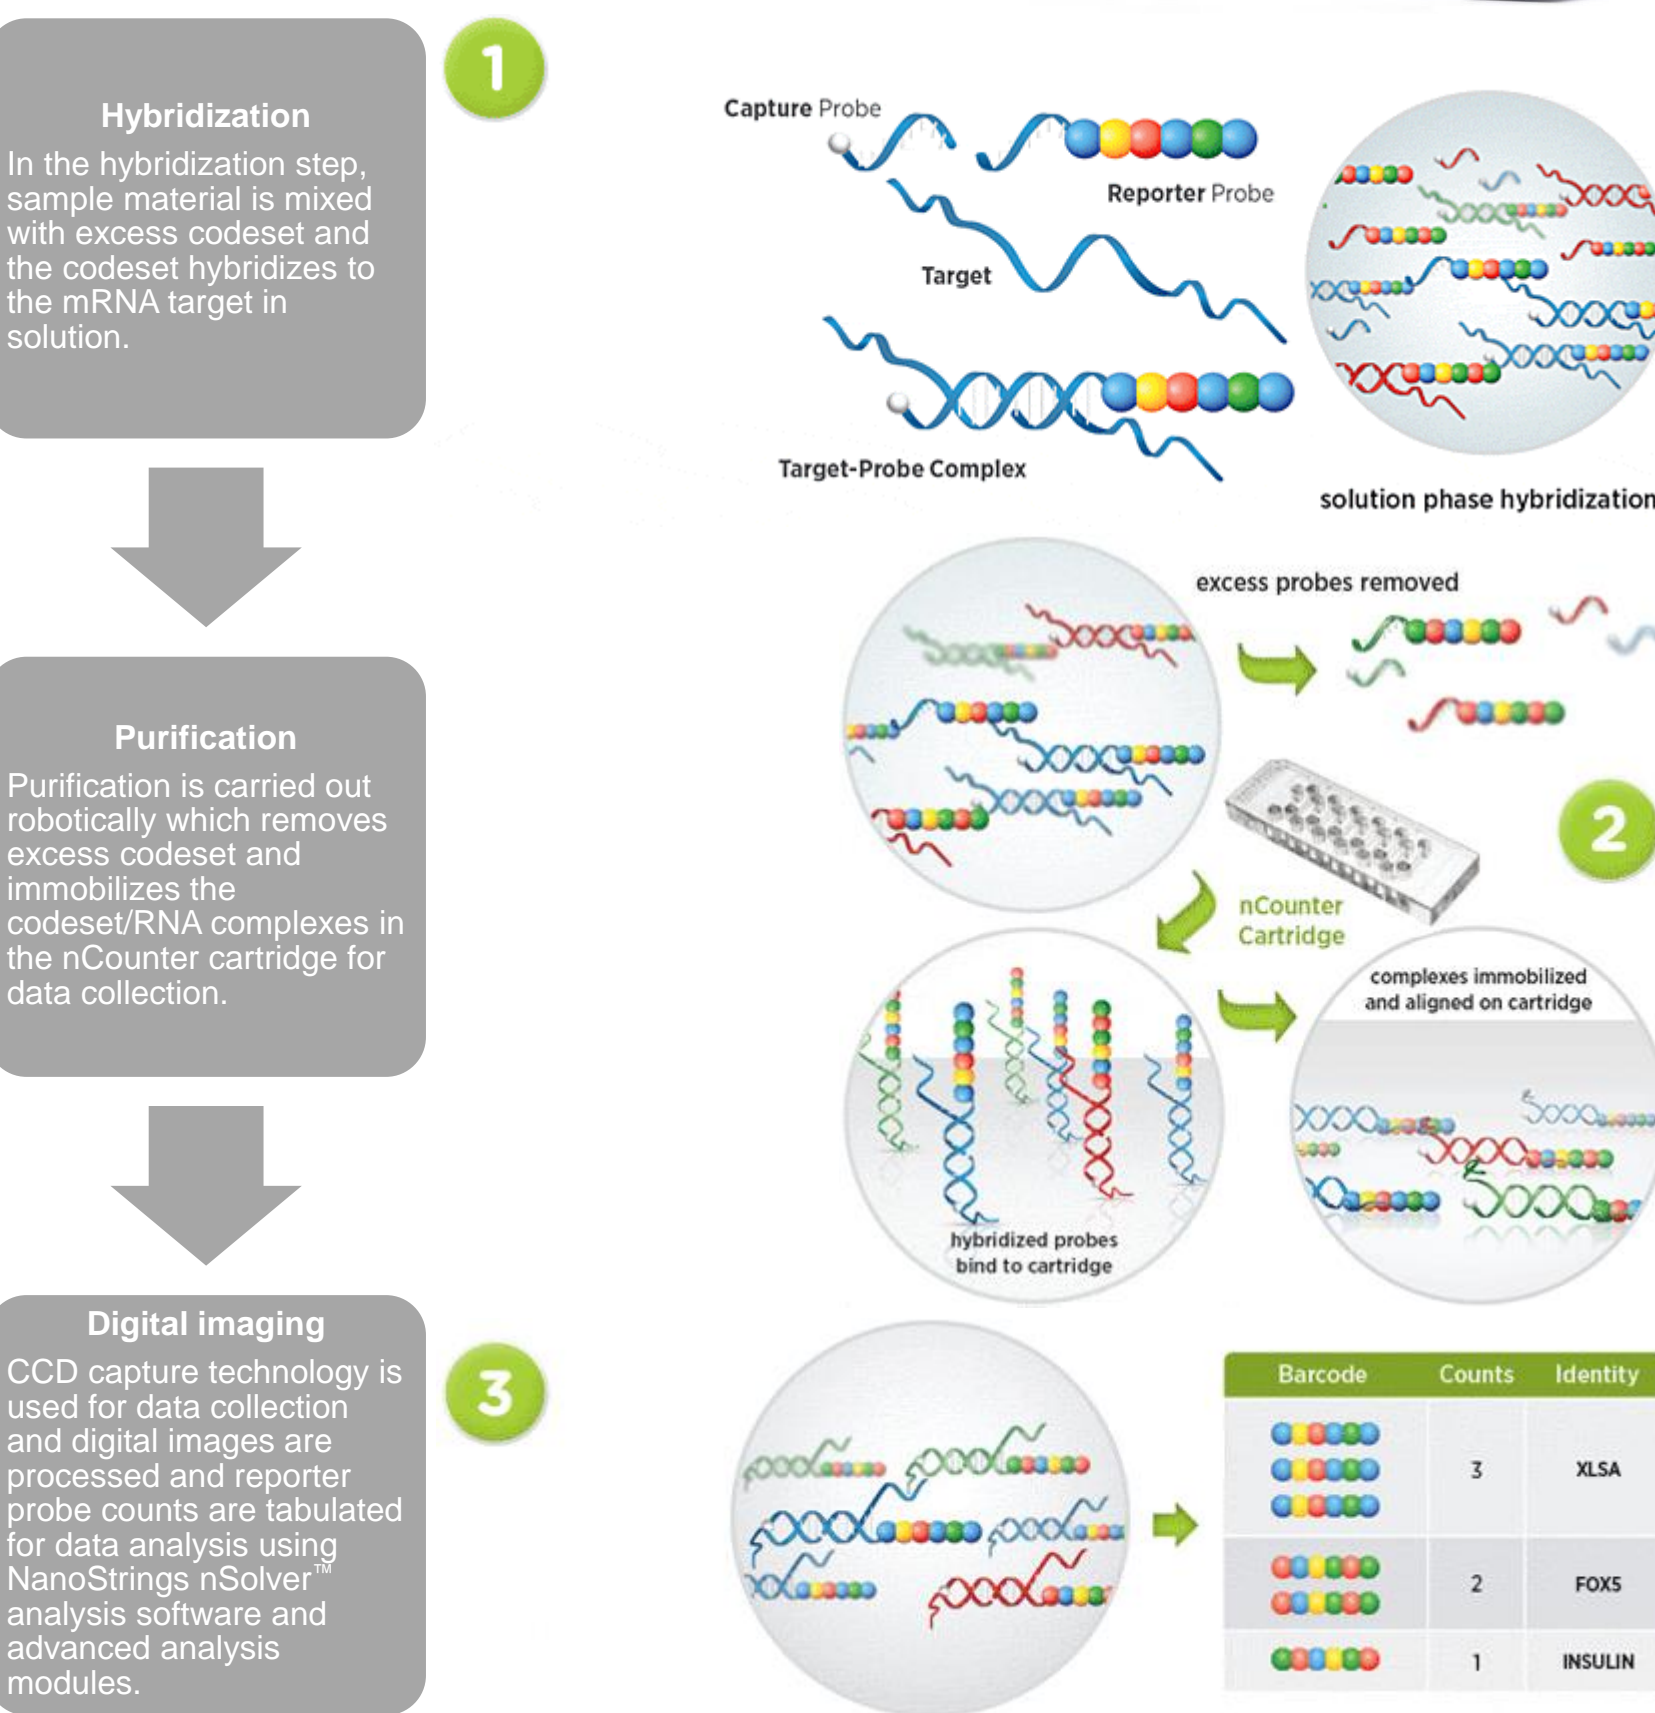 1
Hybridization
In the hybridization step,
sample material is mixed
with excess codeset and
the codeset hybridizes to
the mRNA target in
solution.
Capture Probe
Reporter Probe
Target
Target-Probe Complex
solution phase hybridization
excess probes removed
Purification
Purification is carried out
robotically which removes
excess codeset and
immobilizes the
codeset/RNA complexes in
the nCounter cartridge for
data collection.
2
nCounter
Cartridge
complexes immobilized
and aligned on cartridge
hybridized probes
bind to cartridge
Digital imaging
CCD capture technology is
used for data collection
and digital images are
processed and reporter
probe counts are tabulated
for data analysis using
NanoStrings nSolver™
analysis software and
advanced analysis
modules.
3
Barcode Counts Identity
3 XLSA
2 FOX5
1 INSULIN